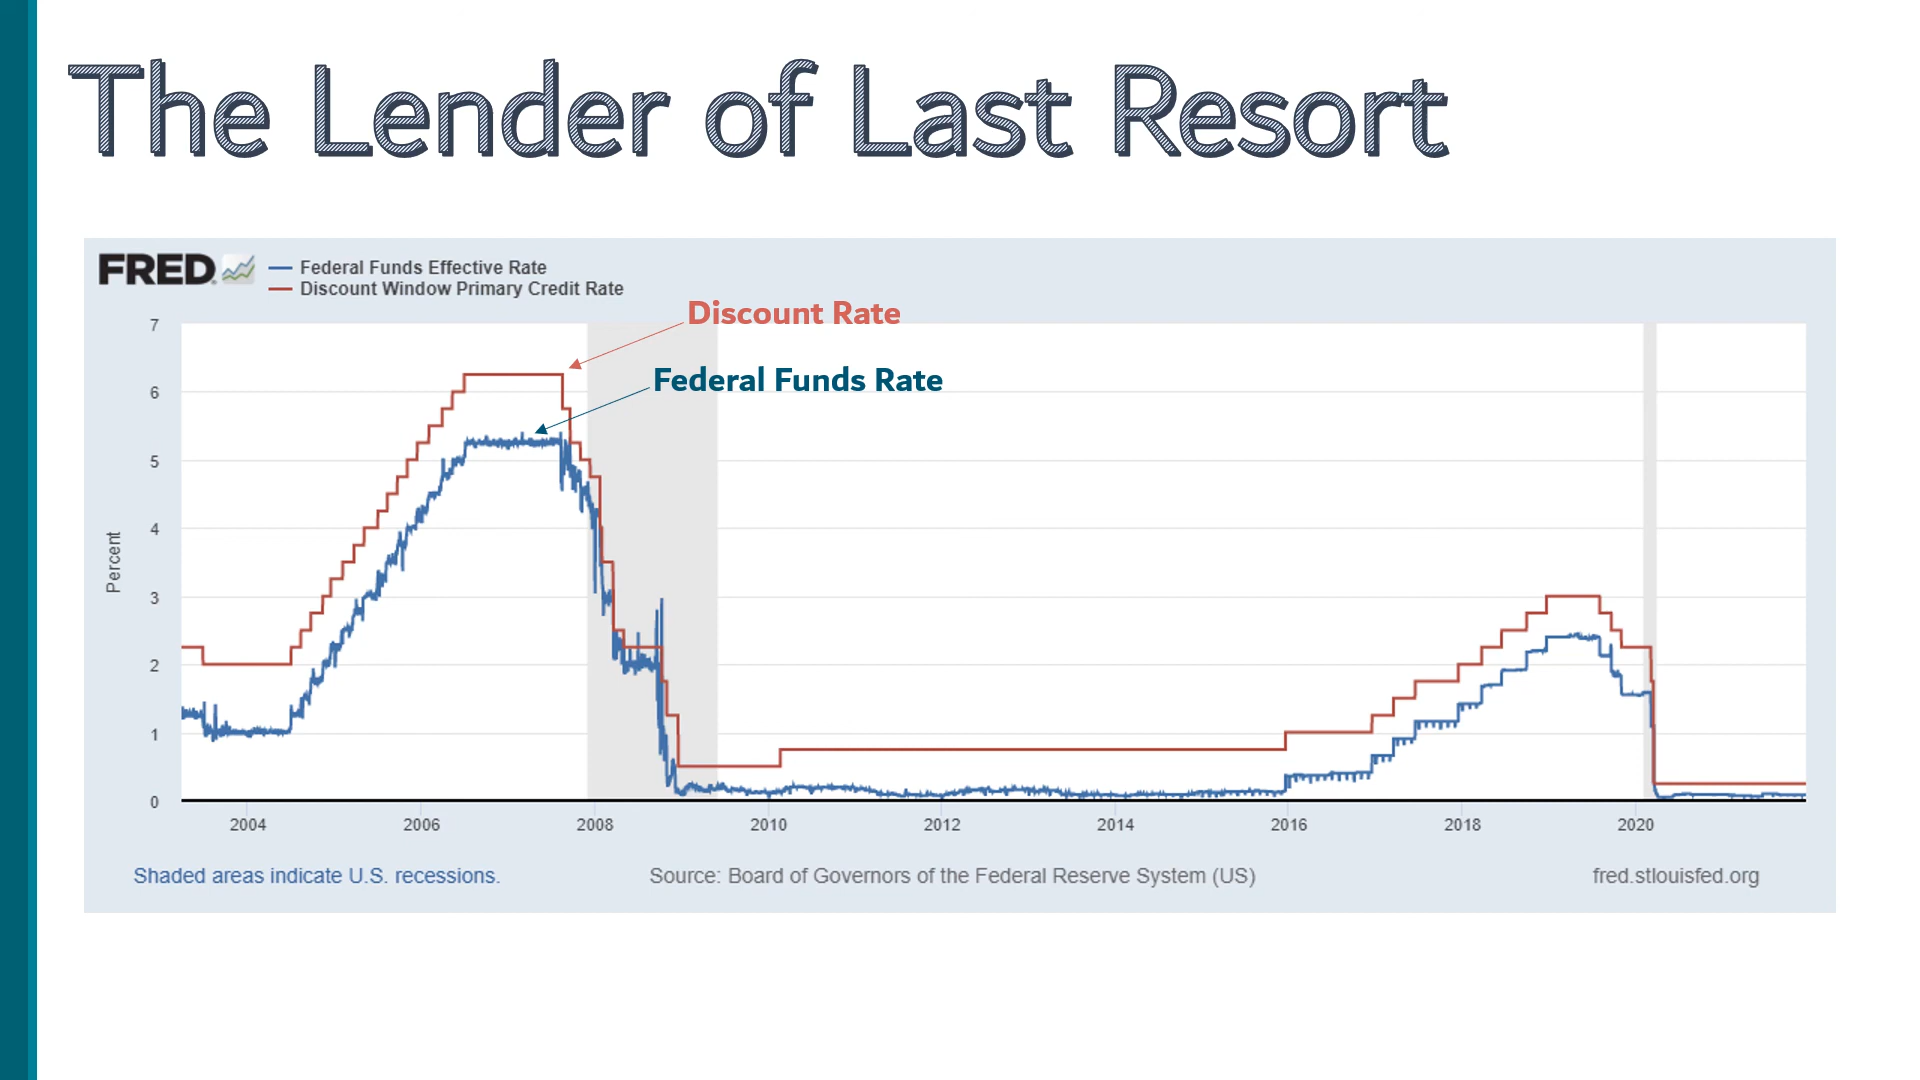 The Lender of Last Resort
FRED
Federal Funds Effective Rate
Discount Window Primary Credit Rate
Discount Rate
Federal Funds Rate
Percent
7
6
5
4
3
2
1
0
2004 2006 2008 2010 2012 2014 2016 2018 2020
Shaded areas indicate U.S. recessions. Source: Board of Governors of the Federal Reserve System (US) fred.stlouisfed.org